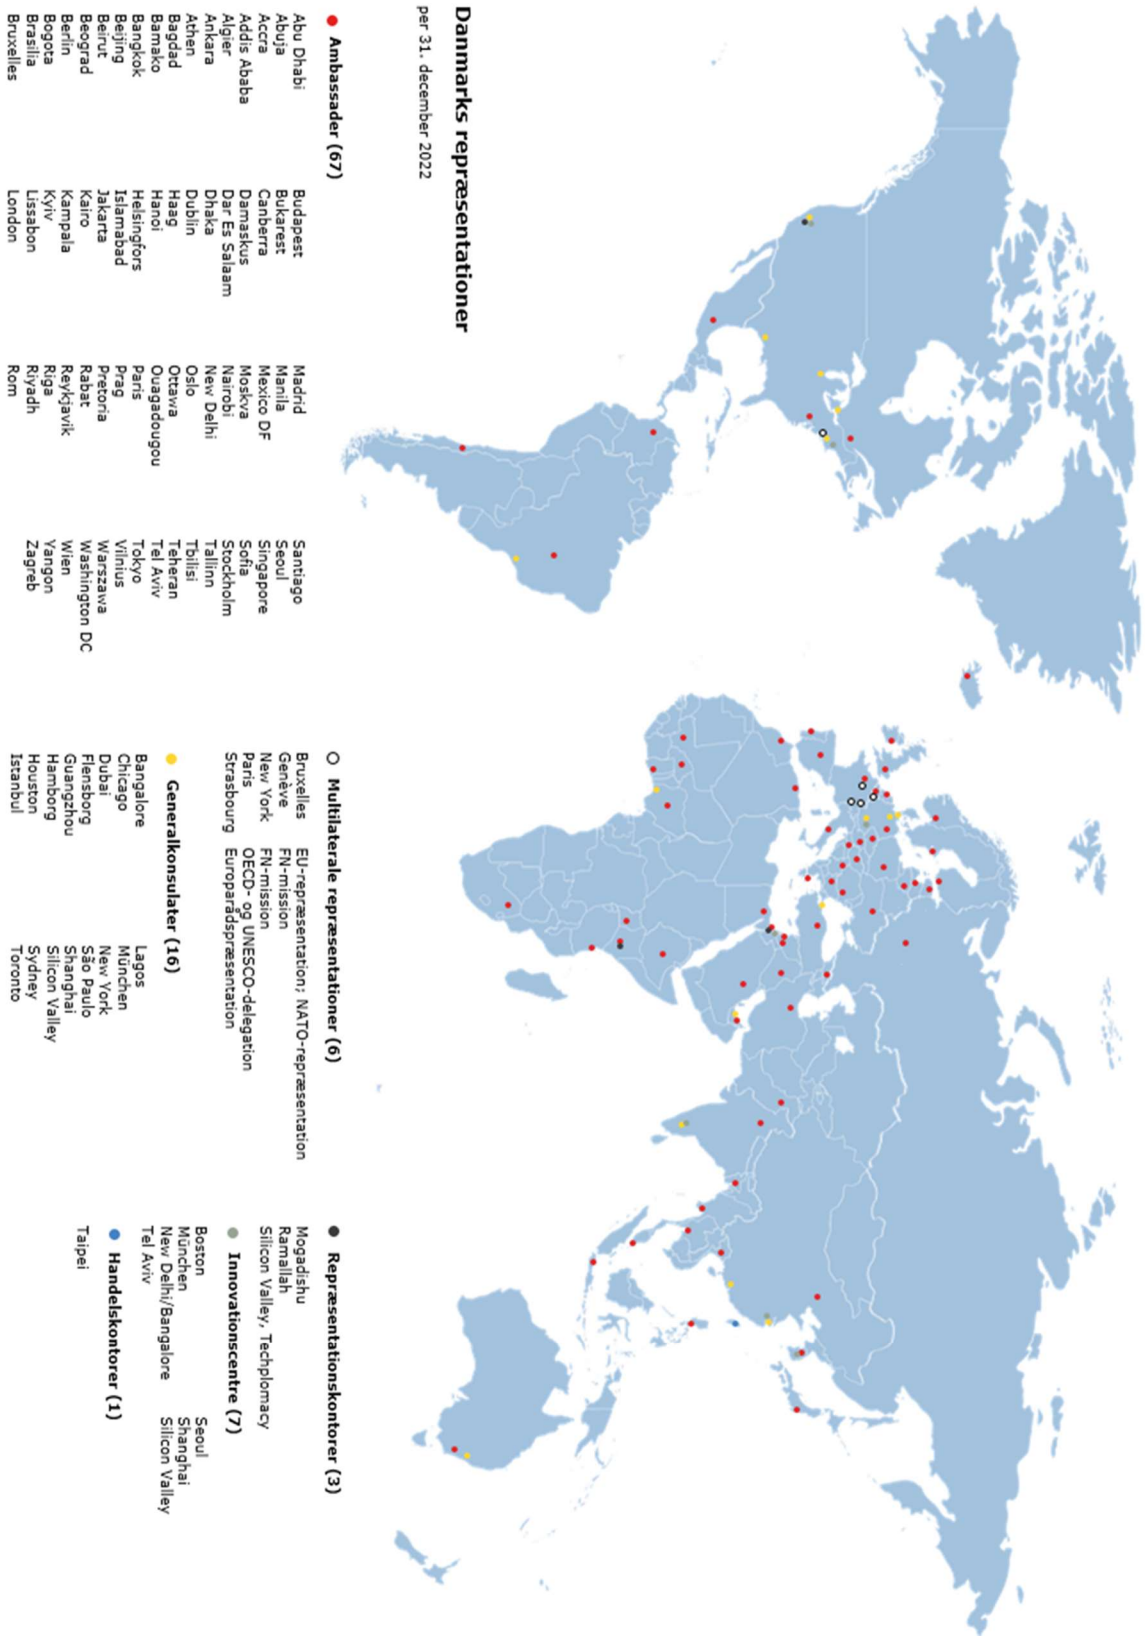 Danmarks repræsentationer
per 31. december 2022
Ambassader (67)
Abu Dhabi
Abuja
Accra
Addis Ababa
Algier
Ankara
Athen
Bagdad
Bamako
Bangkok
Beijing
Beirut
Beograd
Berlin
Bogota
Brasilia
Bruxelles
Budapest
Bukarest
Canberra
Damaskus
Dar Es Salaam
Dhaka
Dublin
Haag
Hanoi
Helsingfors
Islamabad
Jakarta
Kairo
Kampala
Kyiv
Lissabon
London
Madrid
Manila
Mexico DF
Moskva
Nairobi
New Delhi
Oslo
Ottawa
Ouagadougou
Paris
Prag
Pretoria
Rabat
Reykjavik
Riga
Riyadh
Rom
Santiago
Seoul
Singapore
Sofia
Stockholm
Tallinn
Tbilisi
Teheran
Tel Aviv
Tokyo
Vilnius
Warszawa
Washington DC
Wien
Yangon
Zagreb
Multilaterale repræsentationer (6)
Bruxelles EU-repræsentation; NATO-repræsentation
Genève FN-mission
New York FN-mission
Paris OECD- og UNESCO-delegation
Strasbourg Europarådspræsentation
Generalkonsulater (16)
Bangalore
Chicago
Dubai
Flensborg
Guangzhou
Hamborg
Houston
Istanbul
Lagos
München
New York
São Paulo
Shanghai
Silicon Valley
Sydney
Toronto
Repræsentationskontorer (3)
Mogadishu
Ramallah
Silicon Valley, Techplomacy
Innovationscentre (7)
Boston
München
New Delhi/Bangalore
Tel Aviv
Seoul
Shanghai
Silicon Valley
Handelskontorer (1)
Taipei